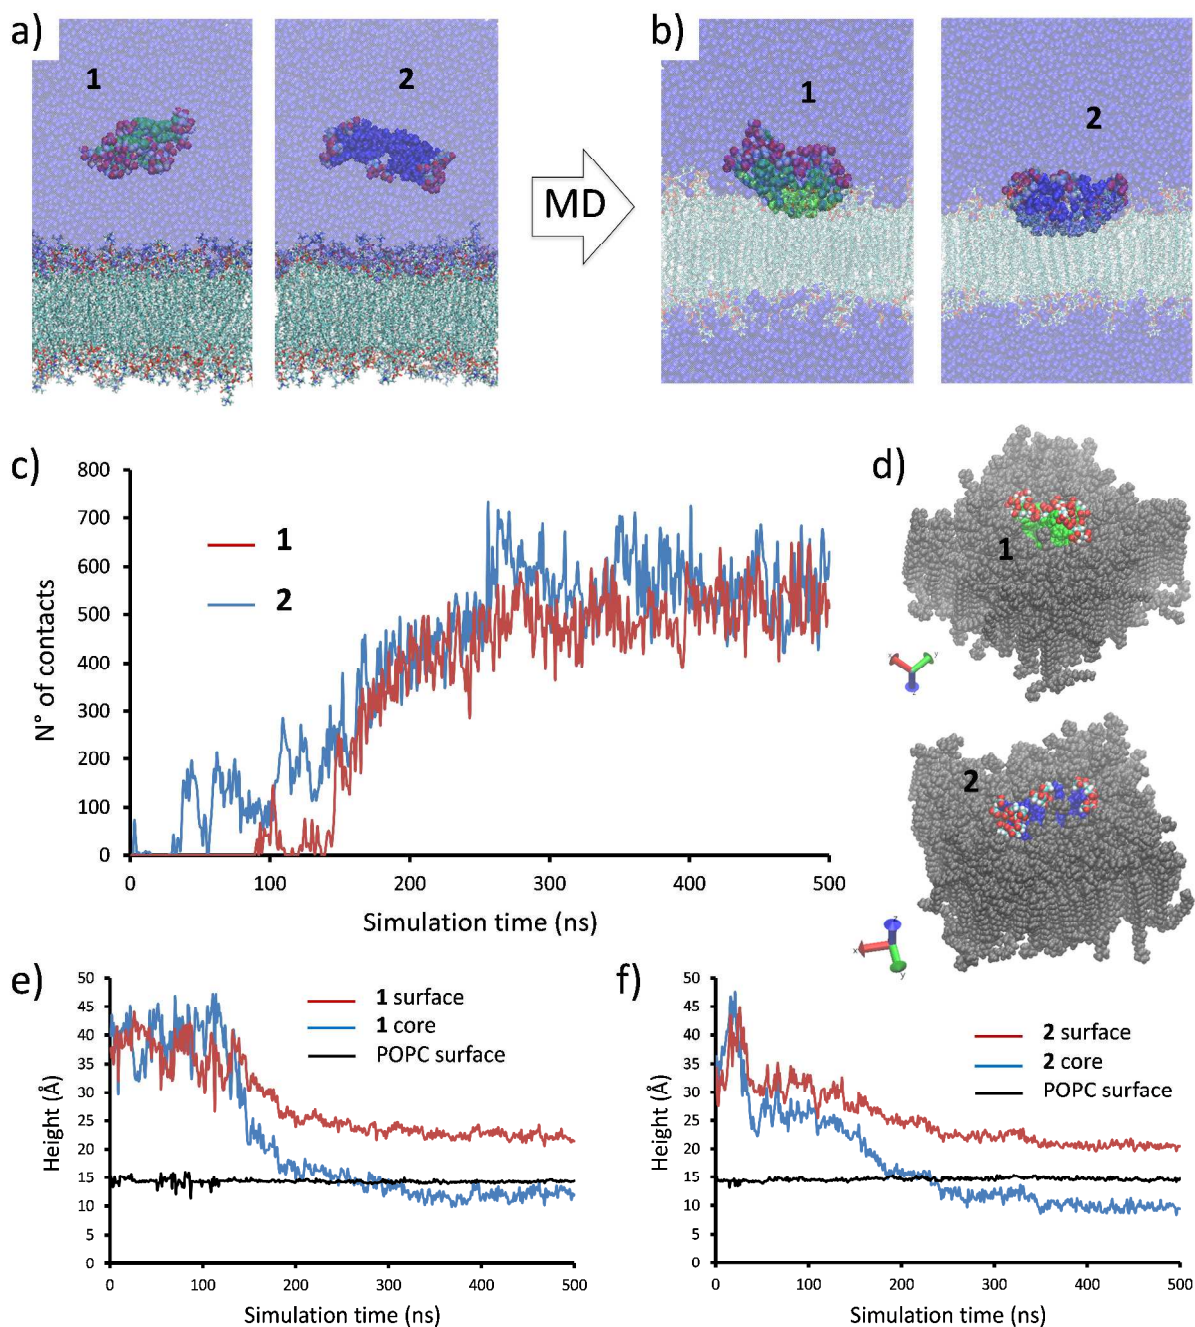 a)
1
2
MD
b)
1
2
c)
N° of contacts
800
700
600
500
400
300
200
100
0
1
2
0 100 200 300 400 500
Simulation time (ns)
d)
1
x y z
2
z x y
e)
Height (Å)
50
45
40
35
30
25
20
15
10
5
0
1 surface
1 core
POPC surface
0 100 200 300 400 500
Simulation time (ns)
f)
Height (Å)
50
45
40
35
30
25
20
15
10
5
0
2 surface
2 core
POPC surface
0 100 200 300 400 500
Simulation time (ns)